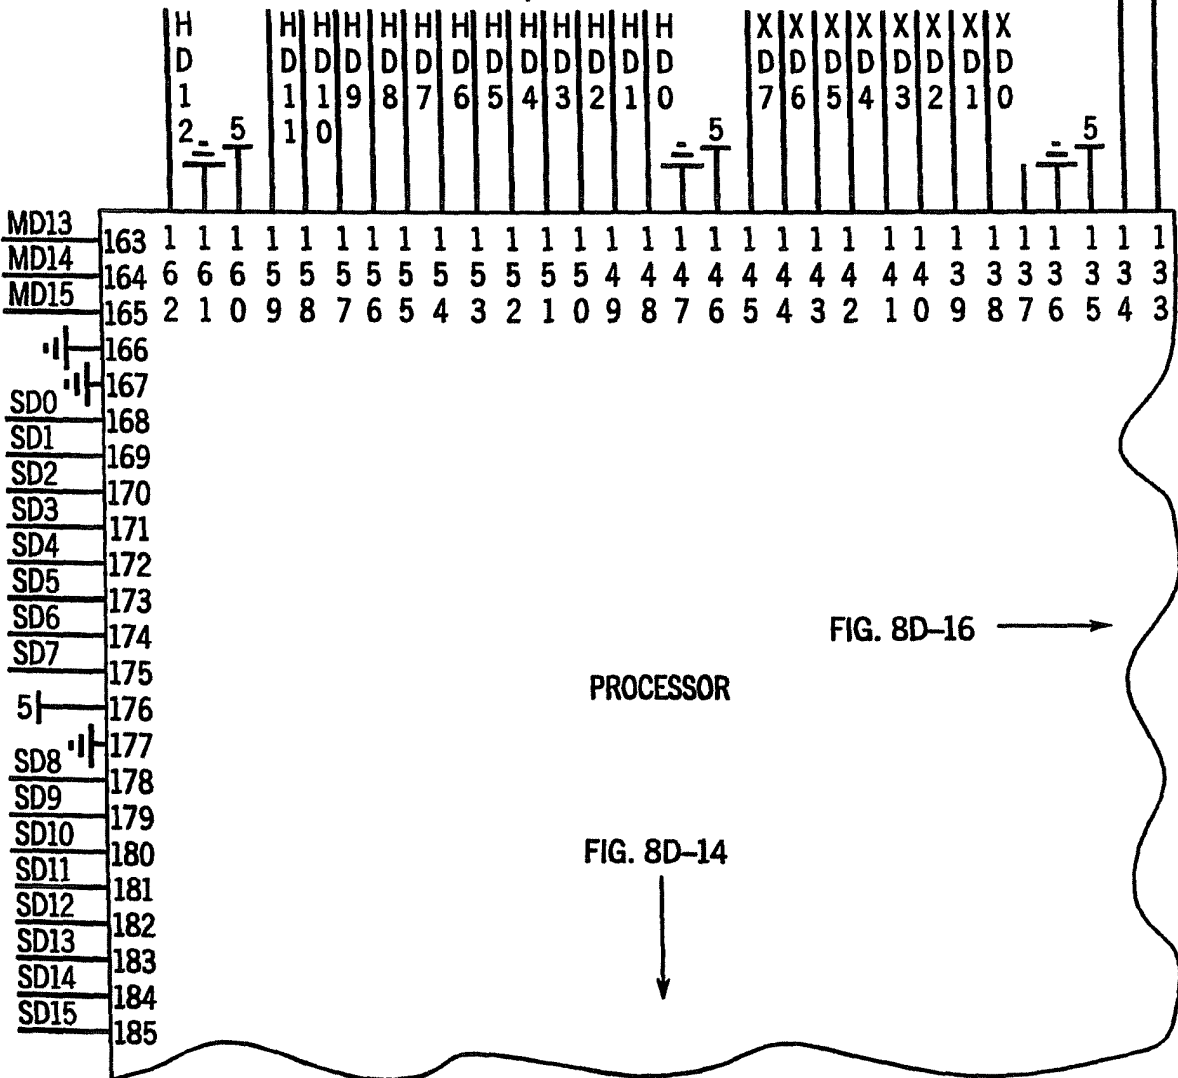 HD12
5
HD11
HD10
HD9
HD8
HD7
HD6
HD5
HD4
HD3
HD2
HD1
HD0
5
XD7
XD6
XD5
XD4
XD3
XD2
XD1
XD0
5
162
161
160
159
158
157
156
155
154
153
152
151
150
149
148
147
146
145
144
143
142
141
140
139
138
137
136
135
134
133
MD13 163
MD14 164
MD15 165
166
167
SD0 168
SD1 169
SD2 170
SD3 171
SD4 172
SD5 173
SD6 174
SD7 175
5 176
177
SD8 178
SD9 179
SD10 180
SD11 181
SD12 182
SD13 183
SD14 184
SD15 185
FIG. 8D–16
PROCESSOR
FIG. 8D–14